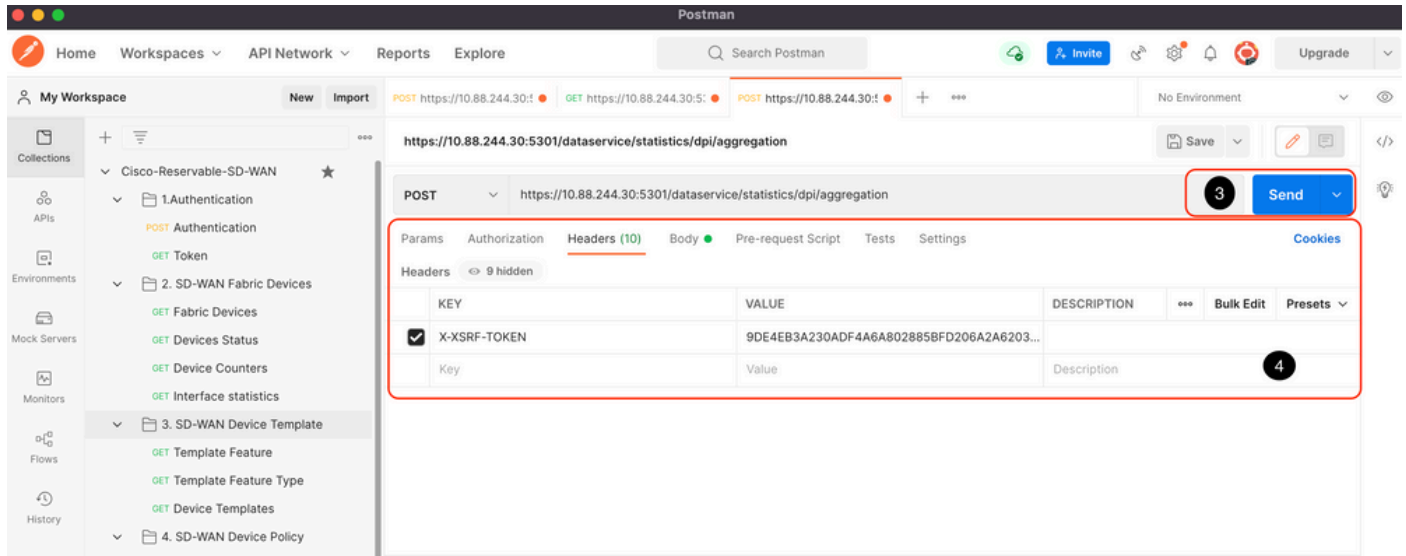 Postman
Home Workspaces API Network Reports Explore Search Postman Invite Upgrade
My Workspace New Import POST https://10.88.244.30:5 GET https://10.88.244.30:53 POST https://10.88.244.30:5 No Environment
Collections
APIs
Environments
Mock Servers
Monitors
Flows
History
Cisco-Reservable-SD-WAN
1.Authentication
POST Authentication
GET Token
2. SD-WAN Fabric Devices
GET Fabric Devices
GET Devices Status
GET Device Counters
GET Interface statistics
3. SD-WAN Device Template
GET Template Feature
GET Template Feature Type
GET Device Templates
4. SD-WAN Device Policy
https://10.88.244.30:5301/dataservice/statistics/dpi/aggregation Save
POST https://10.88.244.30:5301/dataservice/statistics/dpi/aggregation 3 Send
Params Authorization Headers (10) Body Pre-request Script Tests Settings Cookies
Headers 9 hidden
KEY VALUE DESCRIPTION Bulk Edit Presets
X-XSRF-TOKEN 9DE4EB3A230ADF4A6A802885BFD206A2A6203...
Key Value Description 4